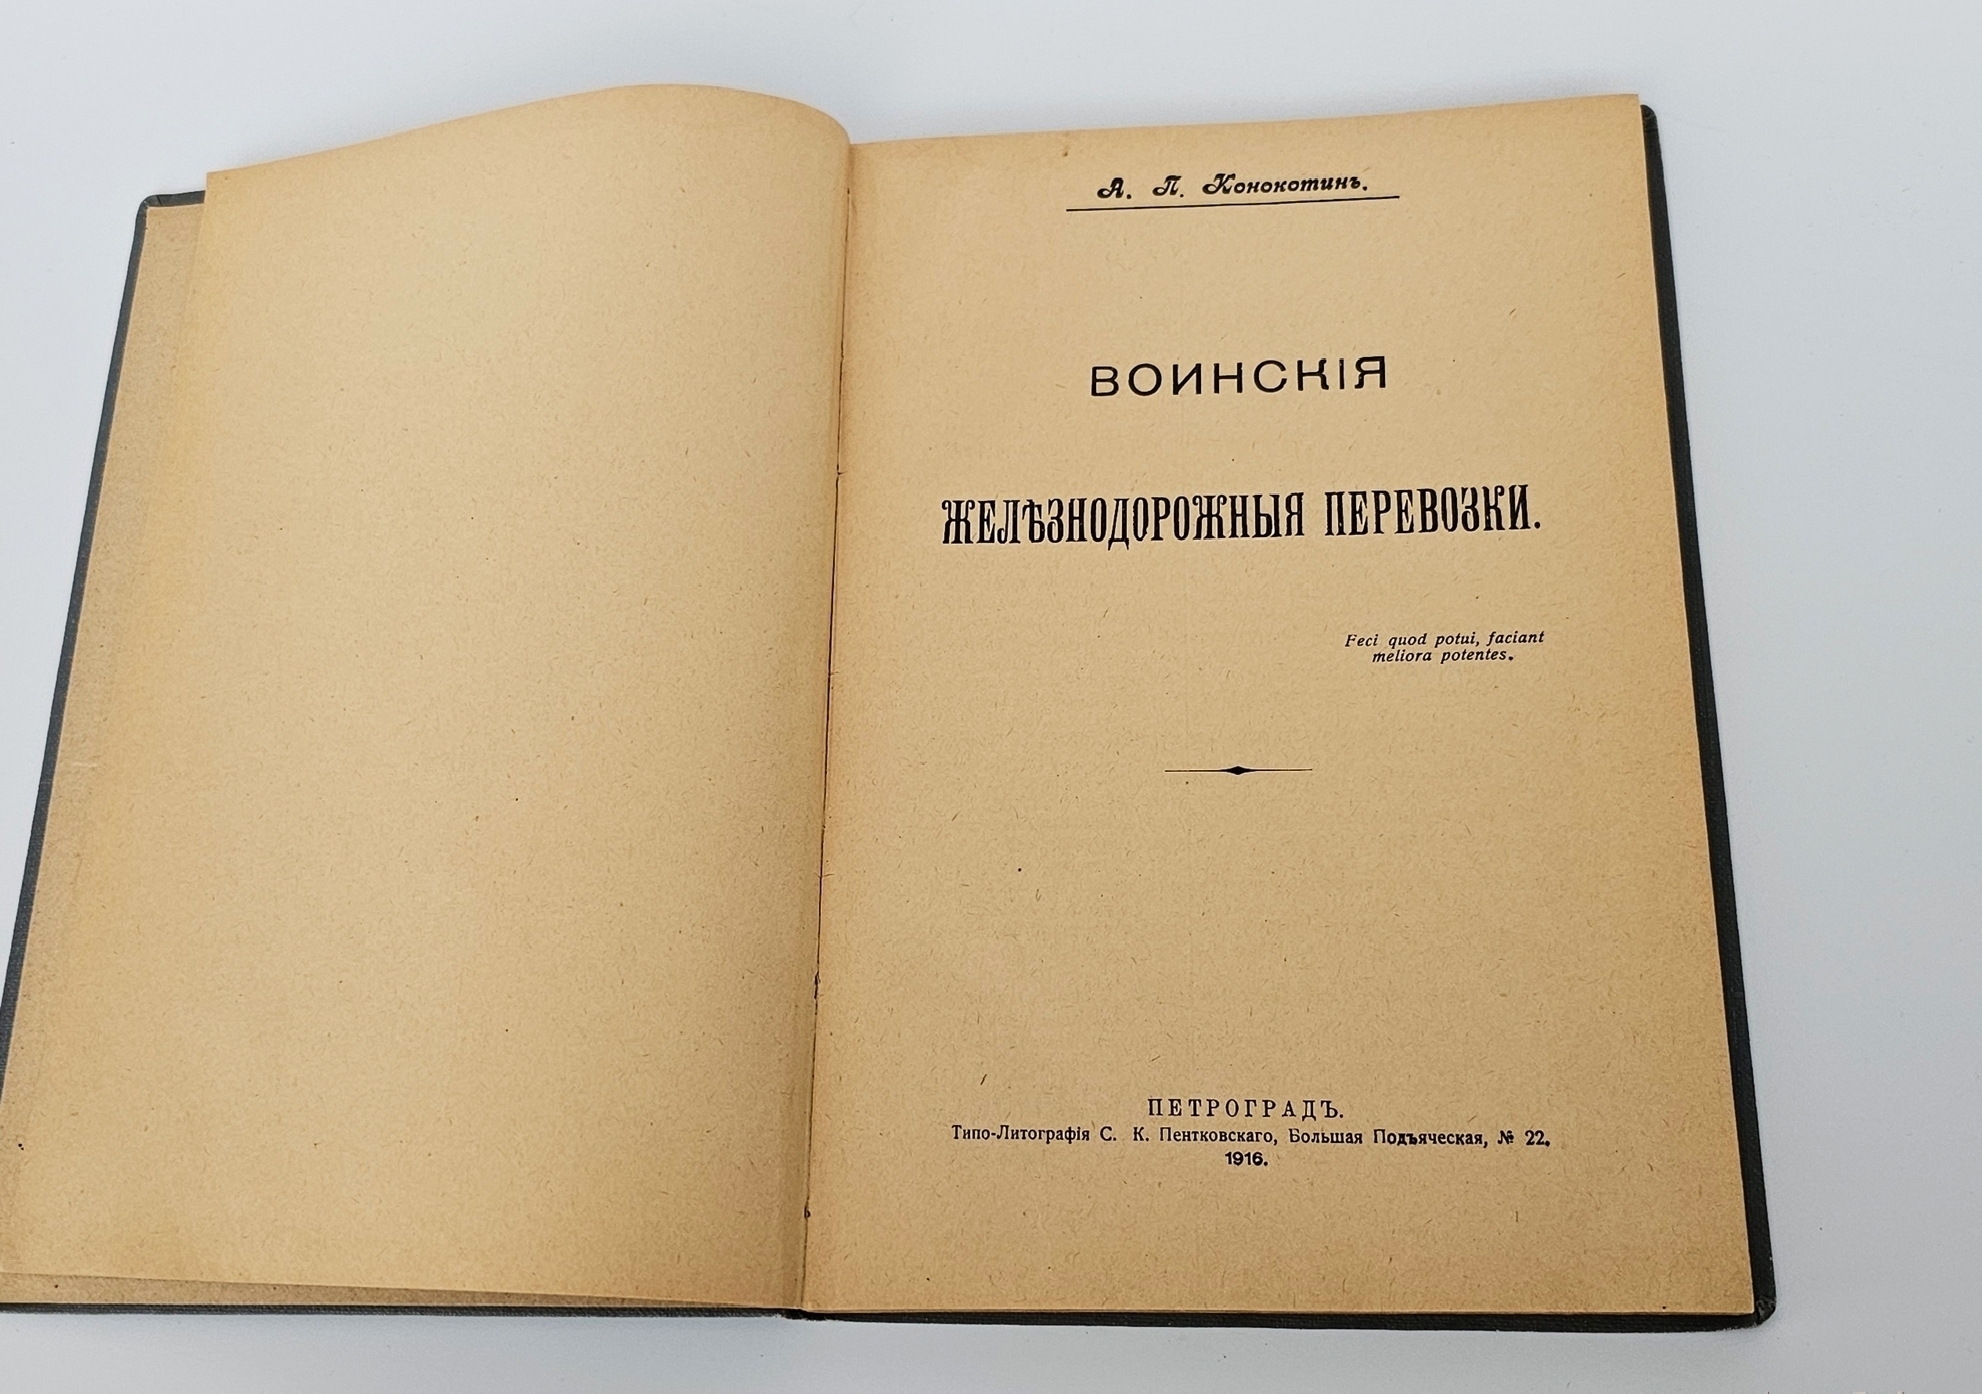 А. П. Конокотинъ.
ВОИНСКІЯ
ЖЕЛѢЗНОДОРОЖНЫЯ ПЕРЕВОЗКИ.
Feci quod potui, faciant
meliora potentes.
ПЕТРОГРАДЪ.
Типо-Литографія С. К. Пентковскаго, Большая Подъяческая, № 22.
1916.